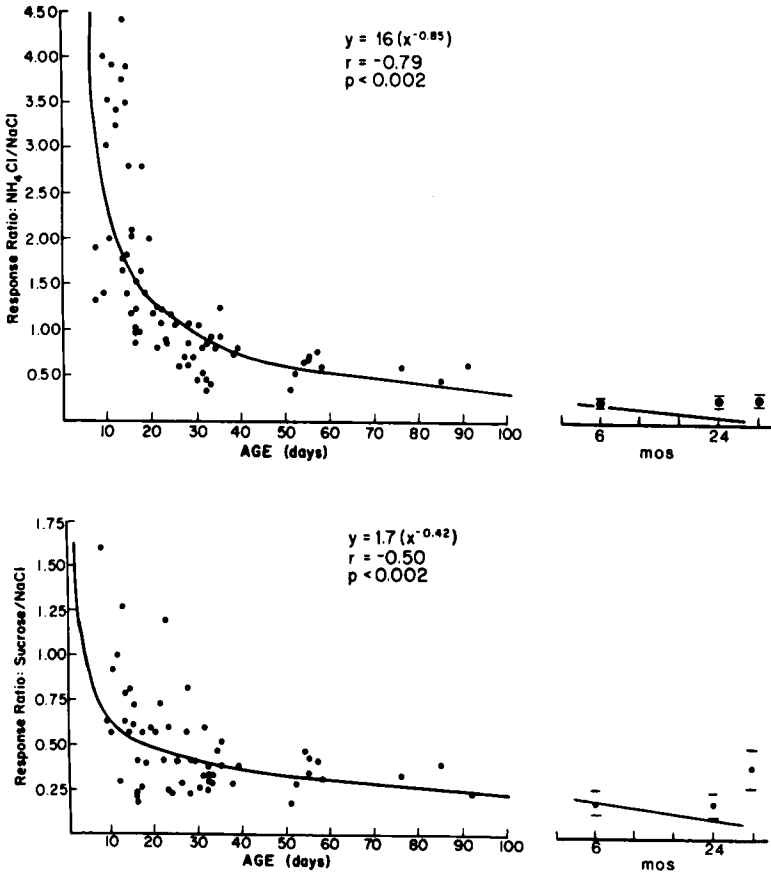 y = 16 (x^-0.85)
r = -0.79
p < 0.002
4.50
4.00
3.50
3.00
2.50
2.00
1.50
1.00
0.50
Response Ratio: NH4Cl/NaCl
10 20 30 40 50 60 70 80 90 100
AGE (days)
6 24
mos
y = 1.7 (x^-0.42)
r = -0.50
p < 0.002
1.75
1.50
1.25
1.00
0.75
0.50
0.25
Response Ratio: Sucrose/NaCl
10 20 30 40 50 60 70 80 90 100
AGE (days)
6 24
mos